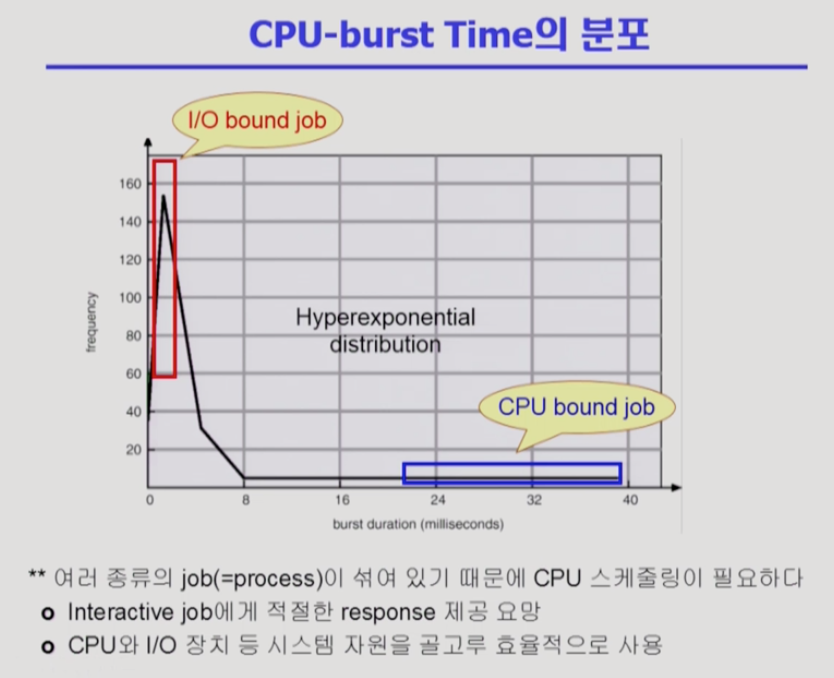 CPU-burst Time의 분포
I/O bound job
160
140
120
100
80
60
40
20
frequency
Hyperexponential
distribution
CPU bound job
0 8 16 24 32 40
burst duration (milliseconds)
** 여러 종류의 job(=process)이 섞여 있기 때문에 CPU 스케줄링이 필요하다
o Interactive job에게 적절한 response 제공 요망
o CPU와 I/O 장치 등 시스템 자원을 골고루 효율적으로 사용